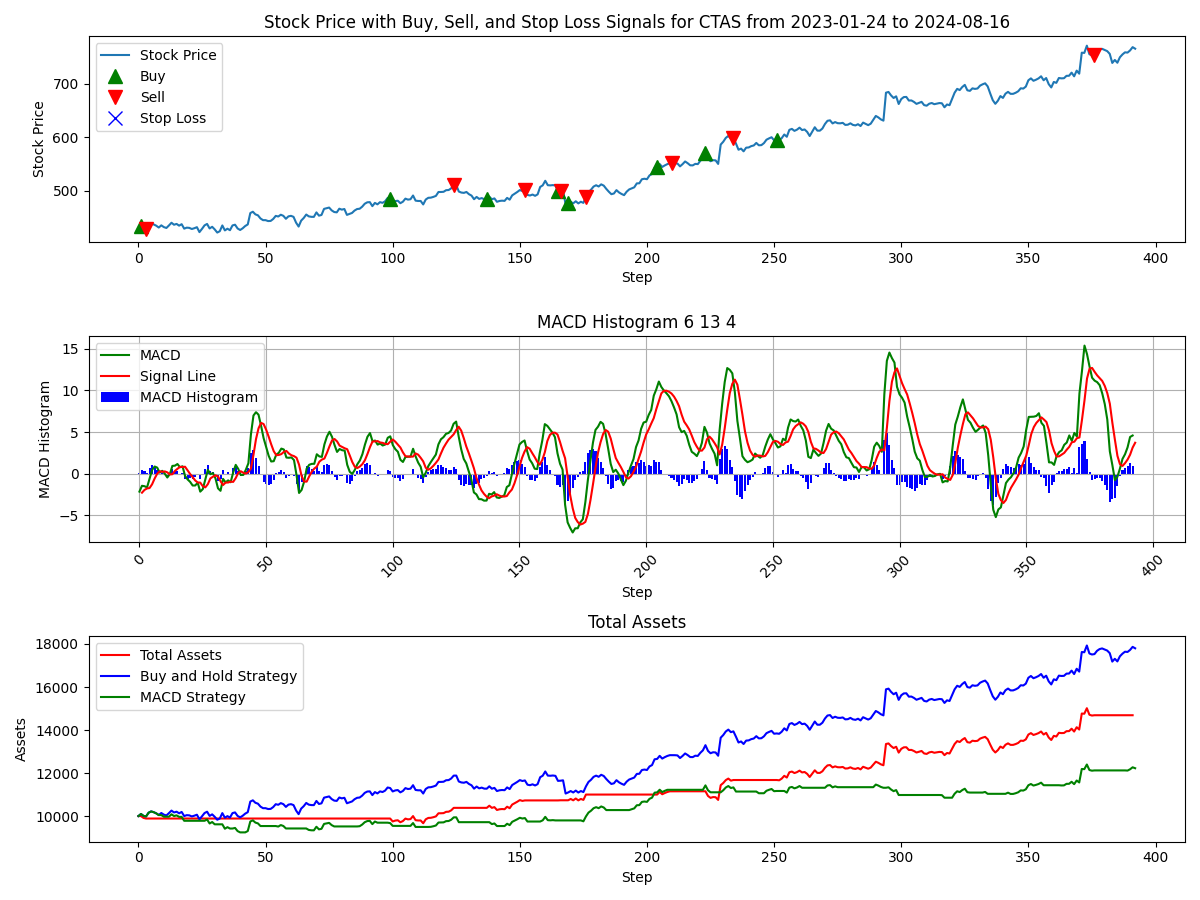 Stock Price with Buy, Sell, and Stop Loss Signals for CTAS from 2023-01-24 to 2024-08-16
Stock Price
Buy
Sell
Stop Loss
Stock Price
700
600
500
0 50 100 150 200 250 300 350 400
Step
MACD Histogram 6 13 4
MACD
Signal Line
MACD Histogram
MACD Histogram
15
10
5
0
−5
0 50 100 150 200 250 300 350 400
Step
Total Assets
Total Assets
Buy and Hold Strategy
MACD Strategy
Assets
18000
16000
14000
12000
10000
0 50 100 150 200 250 300 350 400
Step